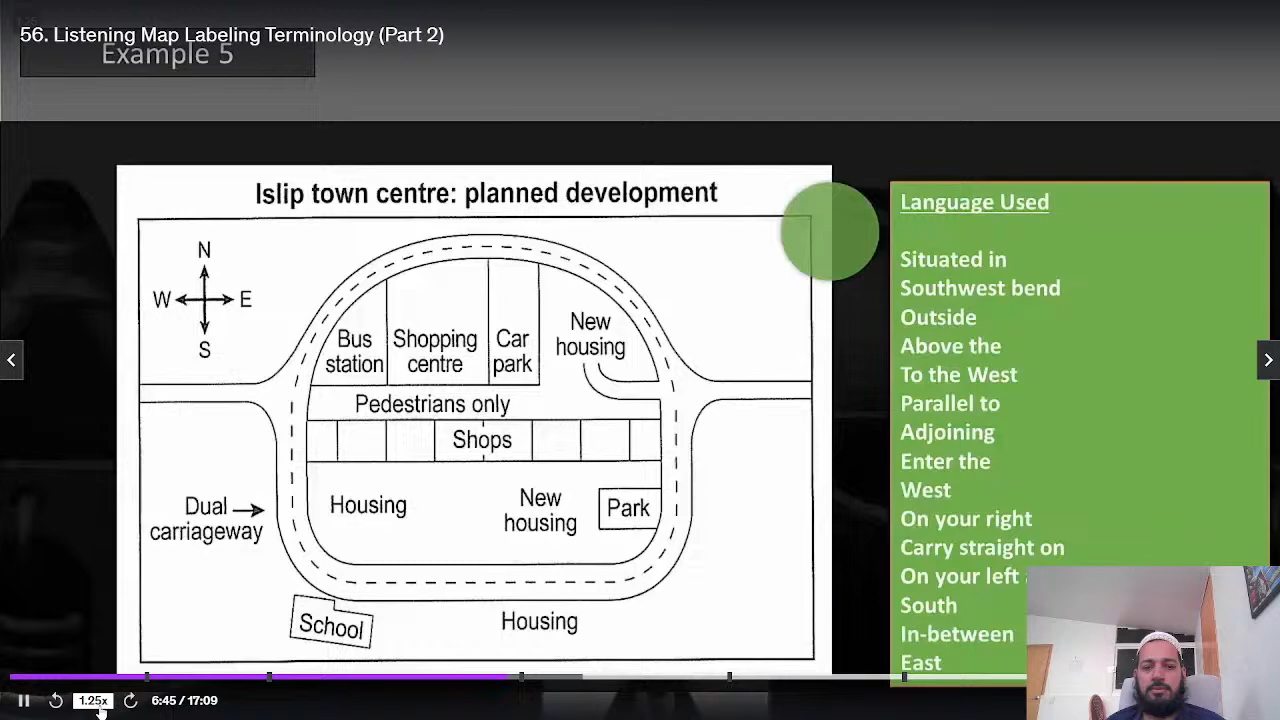 56. Listening Map Labeling Terminology (Part 2)
Example 5
Islip town centre: planned development
N
W
E
S
Bus
station
Shopping
centre
Car
park
New
housing
Pedestrians only
Shops
Housing
New
housing
Park
Dual
carriageway
School
Housing
Language Used
Situated in
Southwest bend
Outside
Above the
To the West
Parallel to
Adjoining
Enter the
West
On your right
Carry straight on
On your left
South
In-between
East
1.25x
6:45 / 17:09